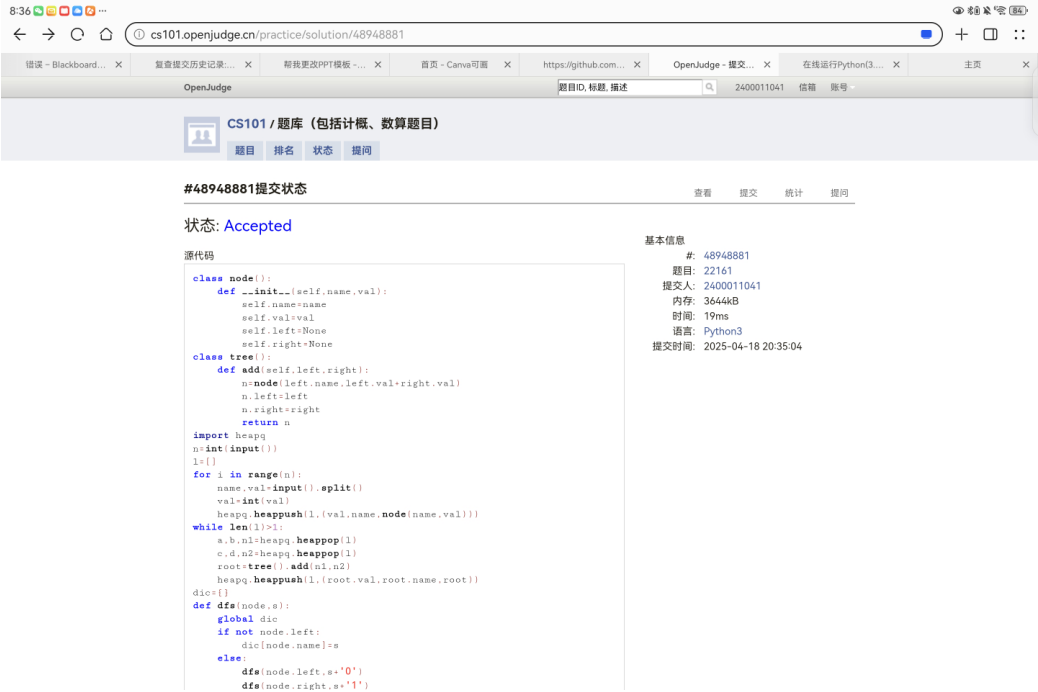 8:36 ··· 84
cs101.openjudge.cn/practice/solution/48948881
错误 – Blackboard... × 复查提交历史记录:... × 帮我更改PPT模板 -... × 首页 - Canva可画 × https://github.com... × OpenJudge - 提交... × 在线运行Python(3.... × 主页 ×
OpenJudge 题目ID, 标题, 描述 2400011041 信箱 账号
CS101 / 题库（包括计概、数算题目）
题目 排名 状态 提问
#48948881提交状态 查看 提交 统计 提问
状态: Accepted
源代码
class node():
    def __init__(self,name,val):
        self.name=name
        self.val=val
        self.left=None
        self.right=None
class tree():
    def add(self,left,right):
        n=node(left.name,left.val+right.val)
        n.left=left
        n.right=right
        return n
import heapq
n=int(input())
l=[]
for i in range(n):
    name,val=input().split()
    val=int(val)
    heapq.heappush(l,(val,name,node(name,val)))
while len(l)>1:
    a,b,n1=heapq.heappop(l)
    c,d,n2=heapq.heappop(l)
    root=tree().add(n1,n2)
    heapq.heappush(l,(root.val,root.name,root))
dic={}
def dfs(node,s):
    global dic
    if not node.left:
        dic[node.name]=s
    else:
        dfs(node.left,s+'0')
        dfs(node.right,s+'1')
基本信息
#: 48948881
题目: 22161
提交人: 2400011041
内存: 3644kB
时间: 19ms
语言: Python3
提交时间: 2025-04-18 20:35:04